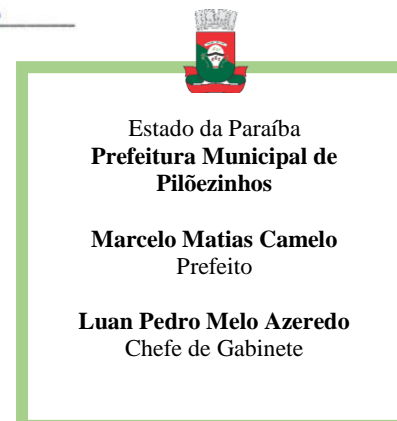 Estado da Paraíba
Prefeitura Municipal de
Pilõezinhos
Marcelo Matias Camelo
Prefeito
Luan Pedro Melo Azeredo
Chefe de Gabinete